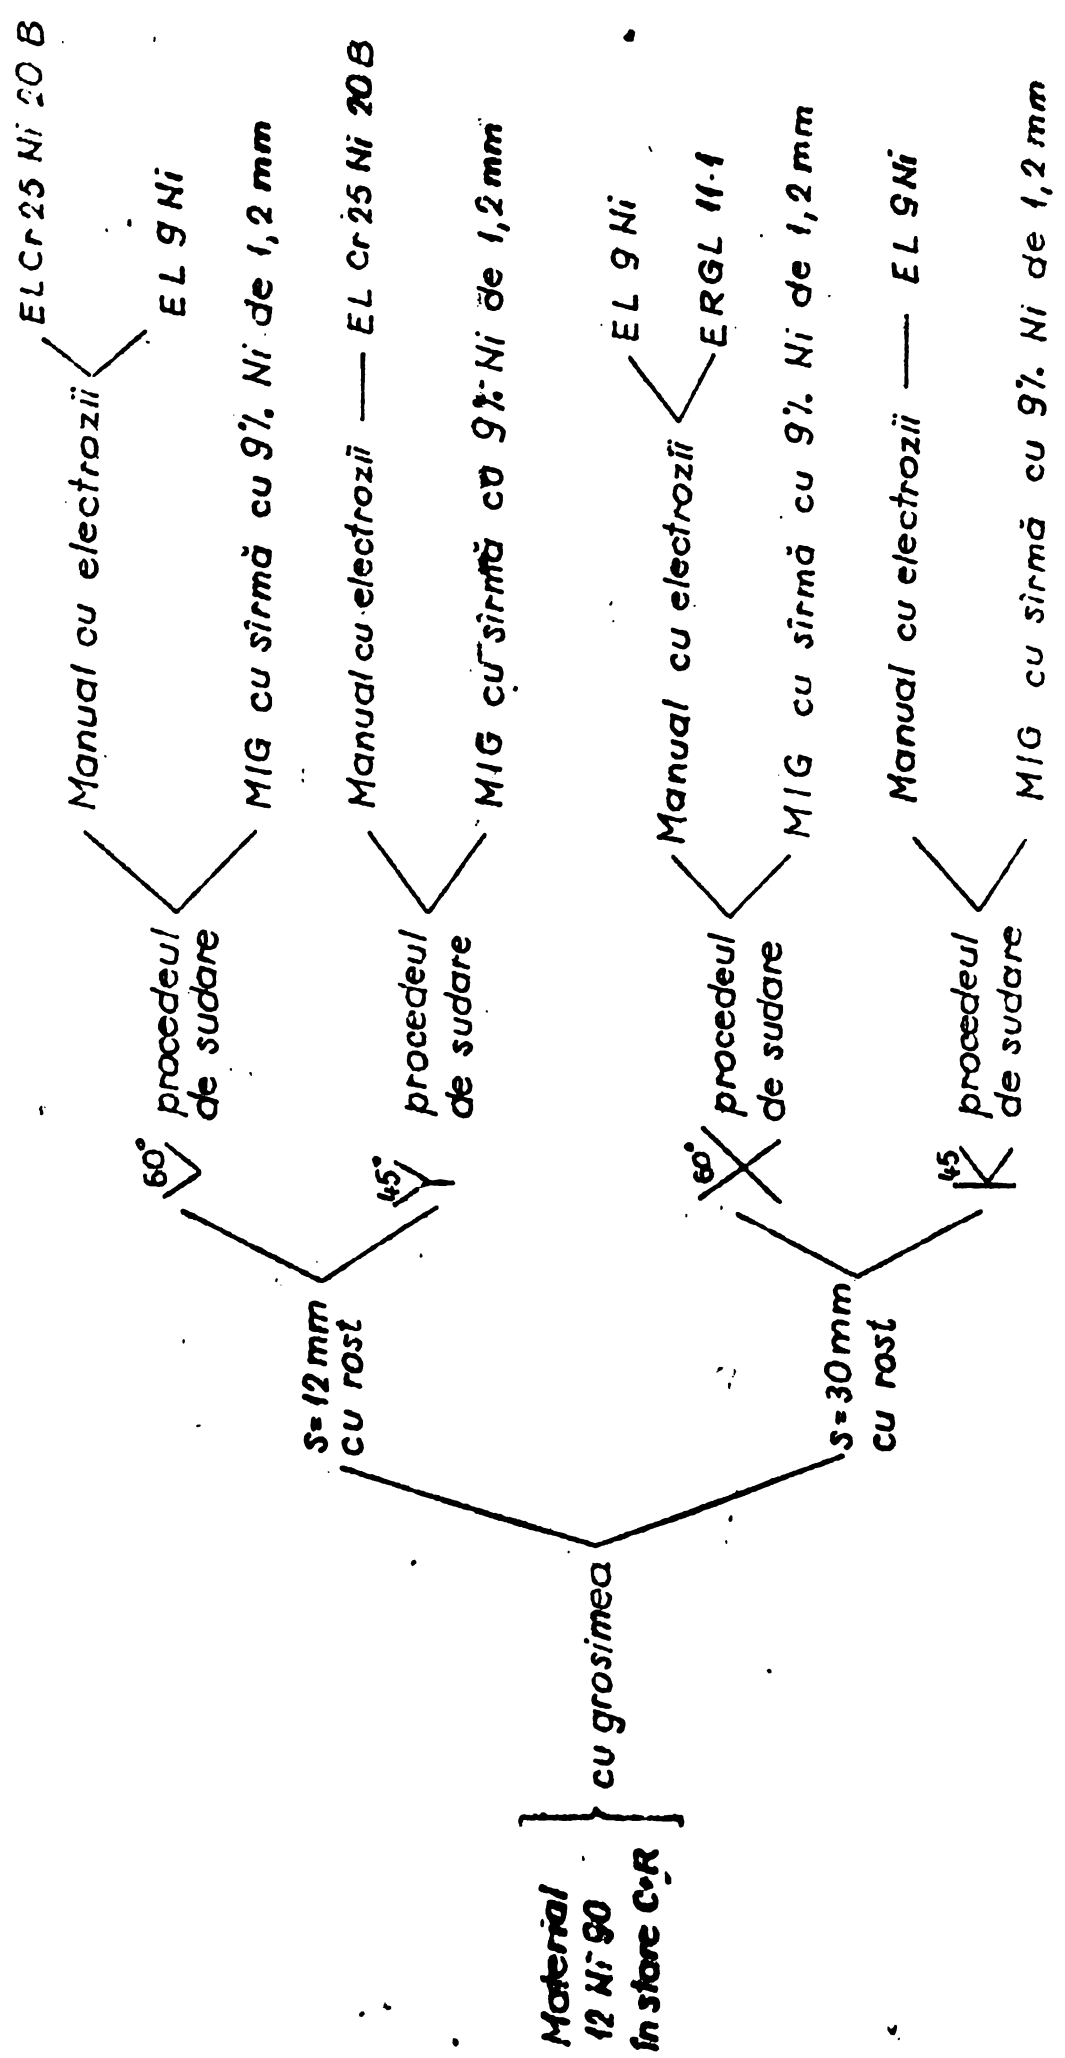 Material
12 Ni 90
în stare C+R
cu grosimea
S=12mm
cu rost
60°
procedeul
de sudare
Manual cu electrozii
EL Cr 25 Ni 20 B
EL 9 Ni
MIG cu sîrmă cu 9% Ni de 1,2 mm
45°
procedeul
de sudare
Manual cu electrozii — EL Cr 25 Ni 20 B
MIG cu sîrmă cu 9% Ni de 1,2 mm
S=30mm
cu rost
60°
procedeul
de sudare
Manual cu electrozii
EL 9 Ni
ERGL 11-1
MIG cu sîrmă cu 9% Ni de 1,2 mm
45
procedeul
de sudare
Manual cu electrozii — EL 9 Ni
MIG cu sîrmă cu 9% Ni de 1,2 mm